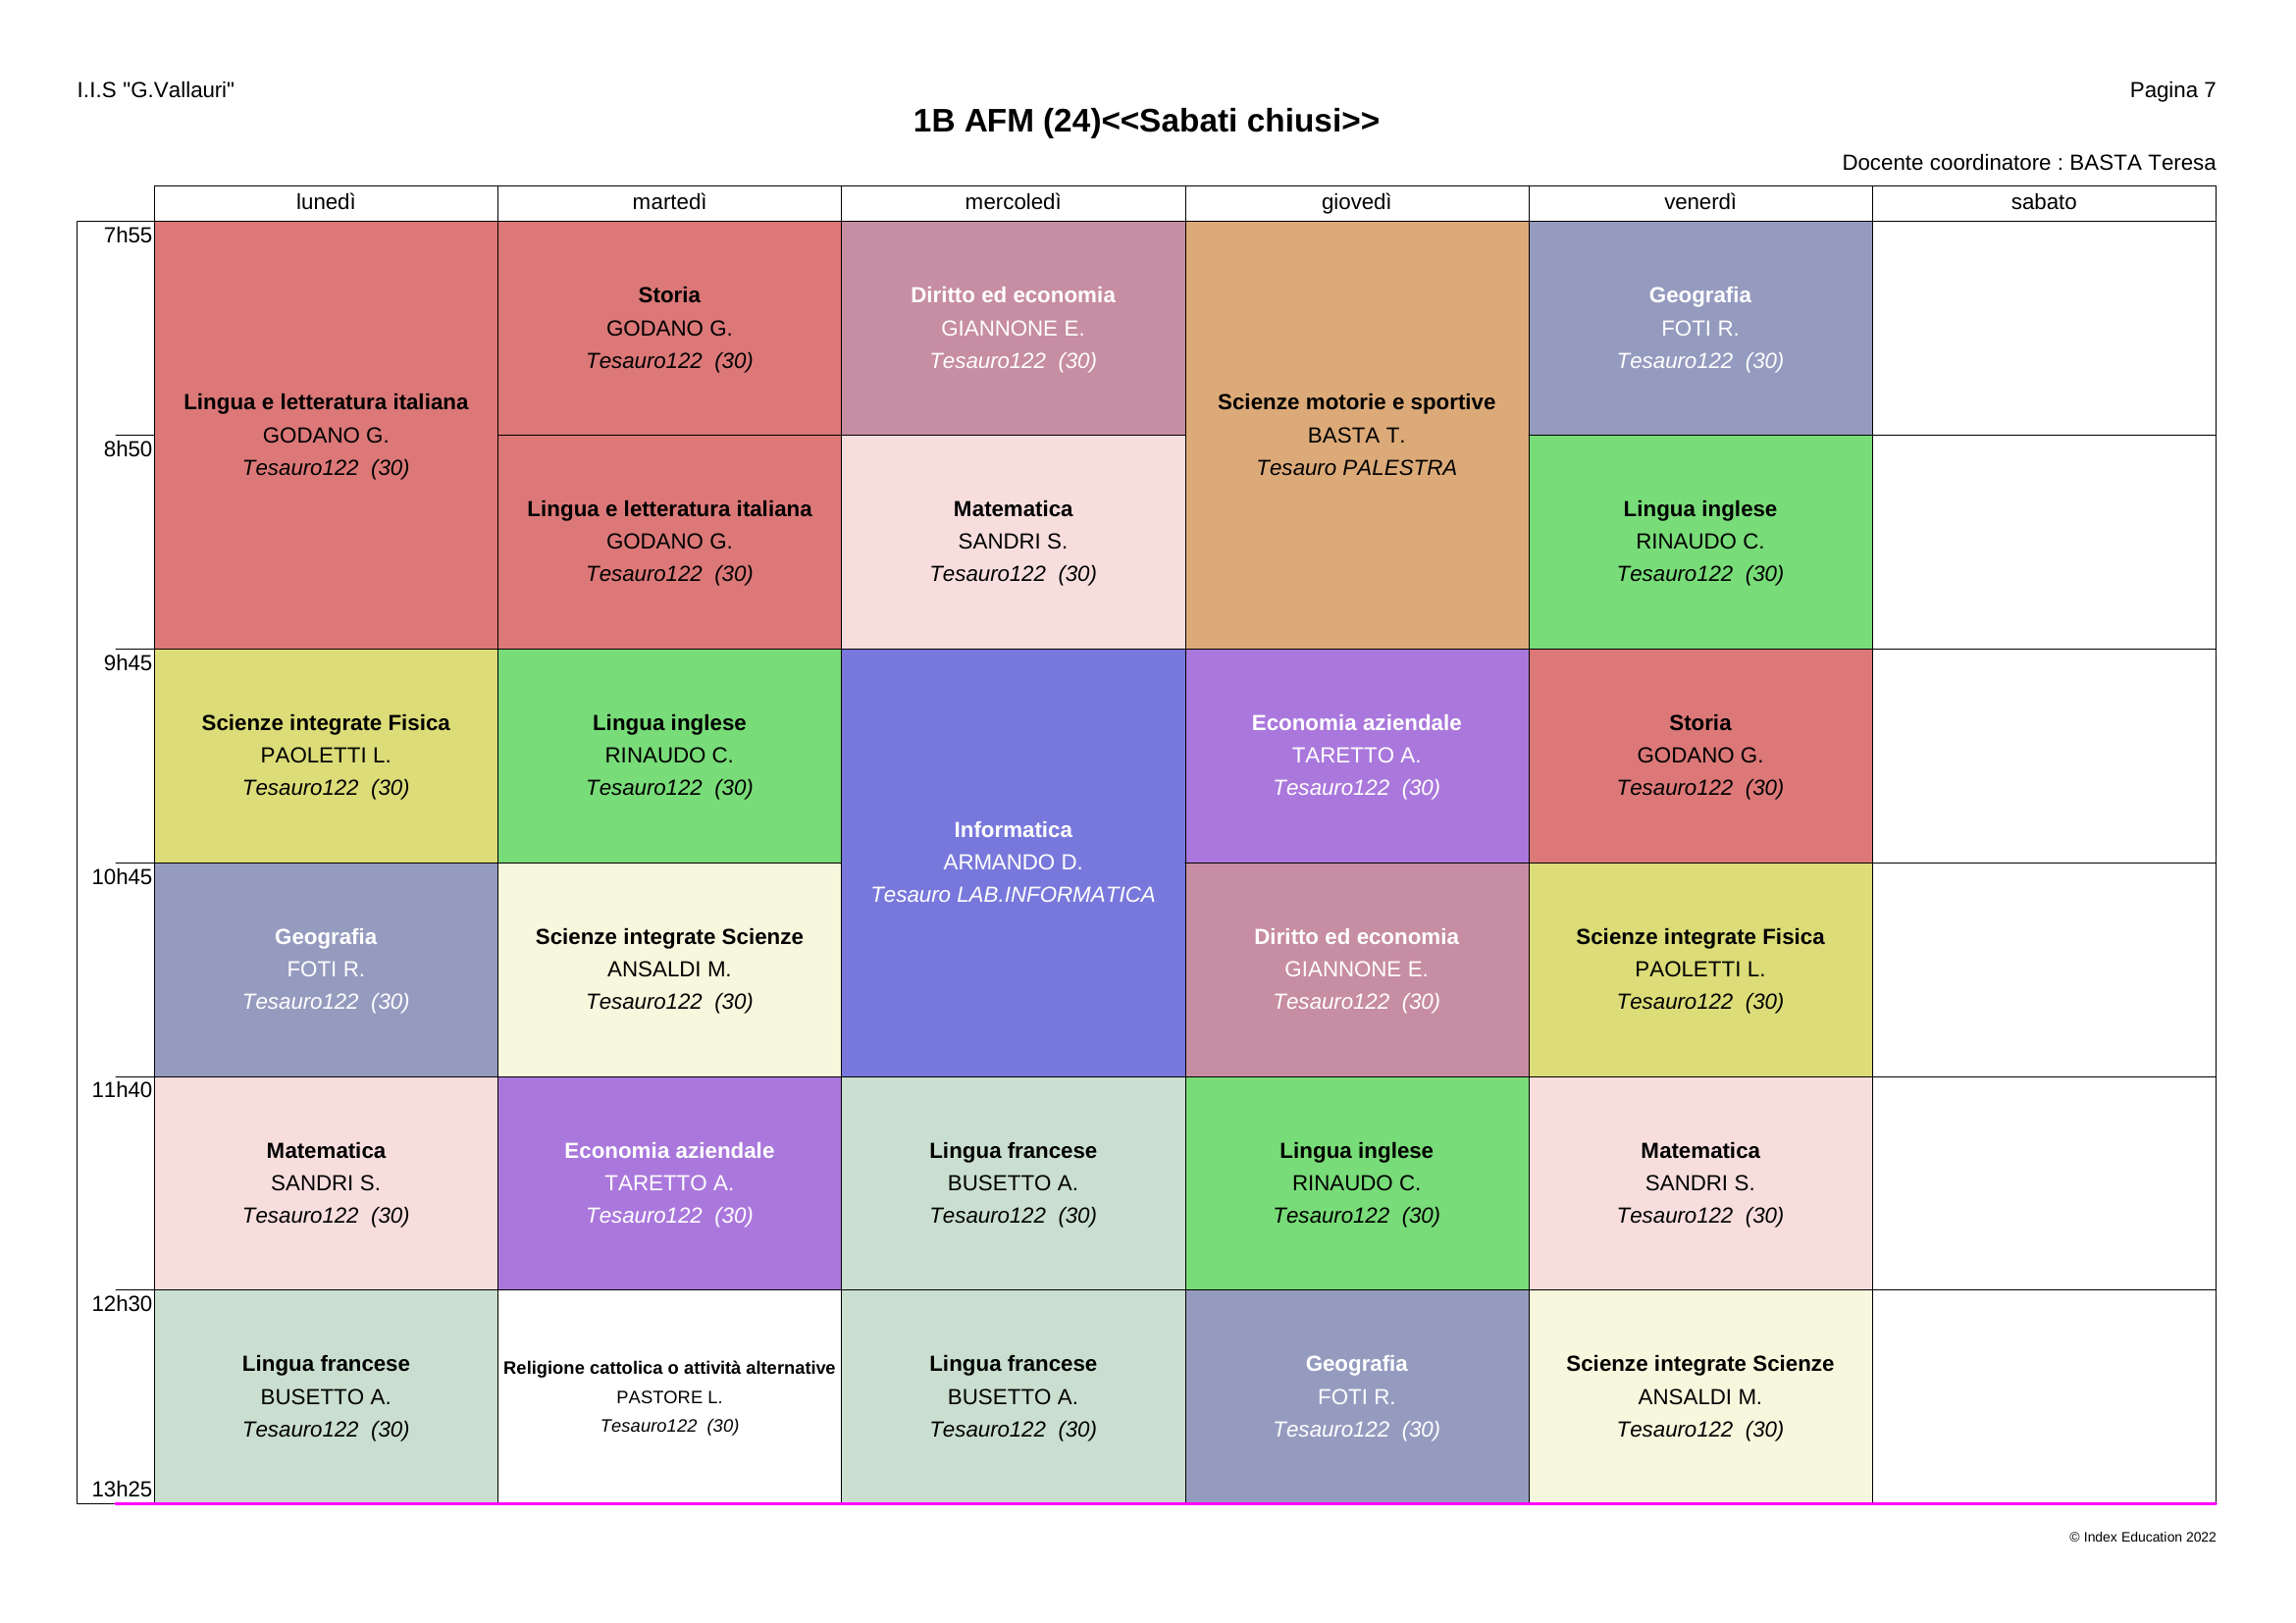 I.I.S "G.Vallauri"
Pagina 7
1B AFM (24)<<Sabati chiusi>>
Docente coordinatore : BASTA Teresa
lunedì martedì mercoledì giovedì venerdì sabato
7h55
Lingua e letteratura italiana
GODANO G.
Tesauro122 (30)
Storia
GODANO G.
Tesauro122 (30)
Diritto ed economia
GIANNONE E.
Tesauro122 (30)
Scienze motorie e sportive
BASTA T.
Tesauro PALESTRA
Geografia
FOTI R.
Tesauro122 (30)
8h50
Lingua e letteratura italiana
GODANO G.
Tesauro122 (30)
Matematica
SANDRI S.
Tesauro122 (30)
Lingua inglese
RINAUDO C.
Tesauro122 (30)
9h45
Scienze integrate Fisica
PAOLETTI L.
Tesauro122 (30)
Lingua inglese
RINAUDO C.
Tesauro122 (30)
Informatica
ARMANDO D.
Tesauro LAB.INFORMATICA
Economia aziendale
TARETTO A.
Tesauro122 (30)
Storia
GODANO G.
Tesauro122 (30)
10h45
Geografia
FOTI R.
Tesauro122 (30)
Scienze integrate Scienze
ANSALDI M.
Tesauro122 (30)
Diritto ed economia
GIANNONE E.
Tesauro122 (30)
Scienze integrate Fisica
PAOLETTI L.
Tesauro122 (30)
11h40
Matematica
SANDRI S.
Tesauro122 (30)
Economia aziendale
TARETTO A.
Tesauro122 (30)
Lingua francese
BUSETTO A.
Tesauro122 (30)
Lingua inglese
RINAUDO C.
Tesauro122 (30)
Matematica
SANDRI S.
Tesauro122 (30)
12h30
Lingua francese
BUSETTO A.
Tesauro122 (30)
Religione cattolica o attività alternative
PASTORE L.
Tesauro122 (30)
Lingua francese
BUSETTO A.
Tesauro122 (30)
Geografia
FOTI R.
Tesauro122 (30)
Scienze integrate Scienze
ANSALDI M.
Tesauro122 (30)
13h25
© Index Education 2022